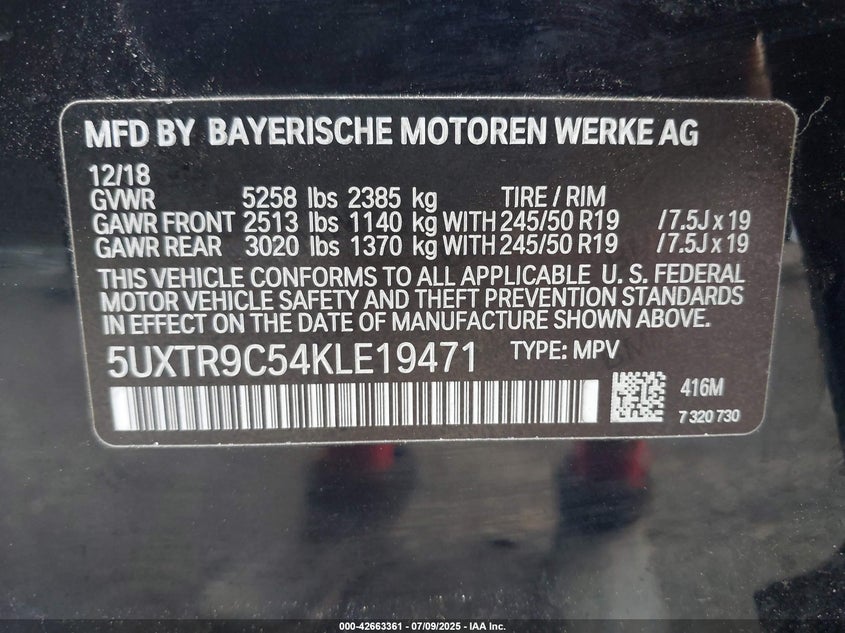 MFD BY BAYERISCHE MOTOREN WERKE AG
12/18
GVWR 5258 lbs 2385 kg TIRE / RIM
GAWR FRONT 2513 lbs 1140 kg WITH 245/50 R19 /7.5J x 19
GAWR REAR 3020 lbs 1370 kg WITH 245/50 R19 /7.5J x 19
THIS VEHICLE CONFORMS TO ALL APPLICABLE U. S. FEDERAL
MOTOR VEHICLE SAFETY AND THEFT PREVENTION STANDARDS
IN EFFECT ON THE DATE OF MANUFACTURE SHOWN ABOVE.
5UXTR9C54KLE19471 TYPE: MPV
416M
7 320 730
000-42663361 - 07/09/2025 - IAA Inc.